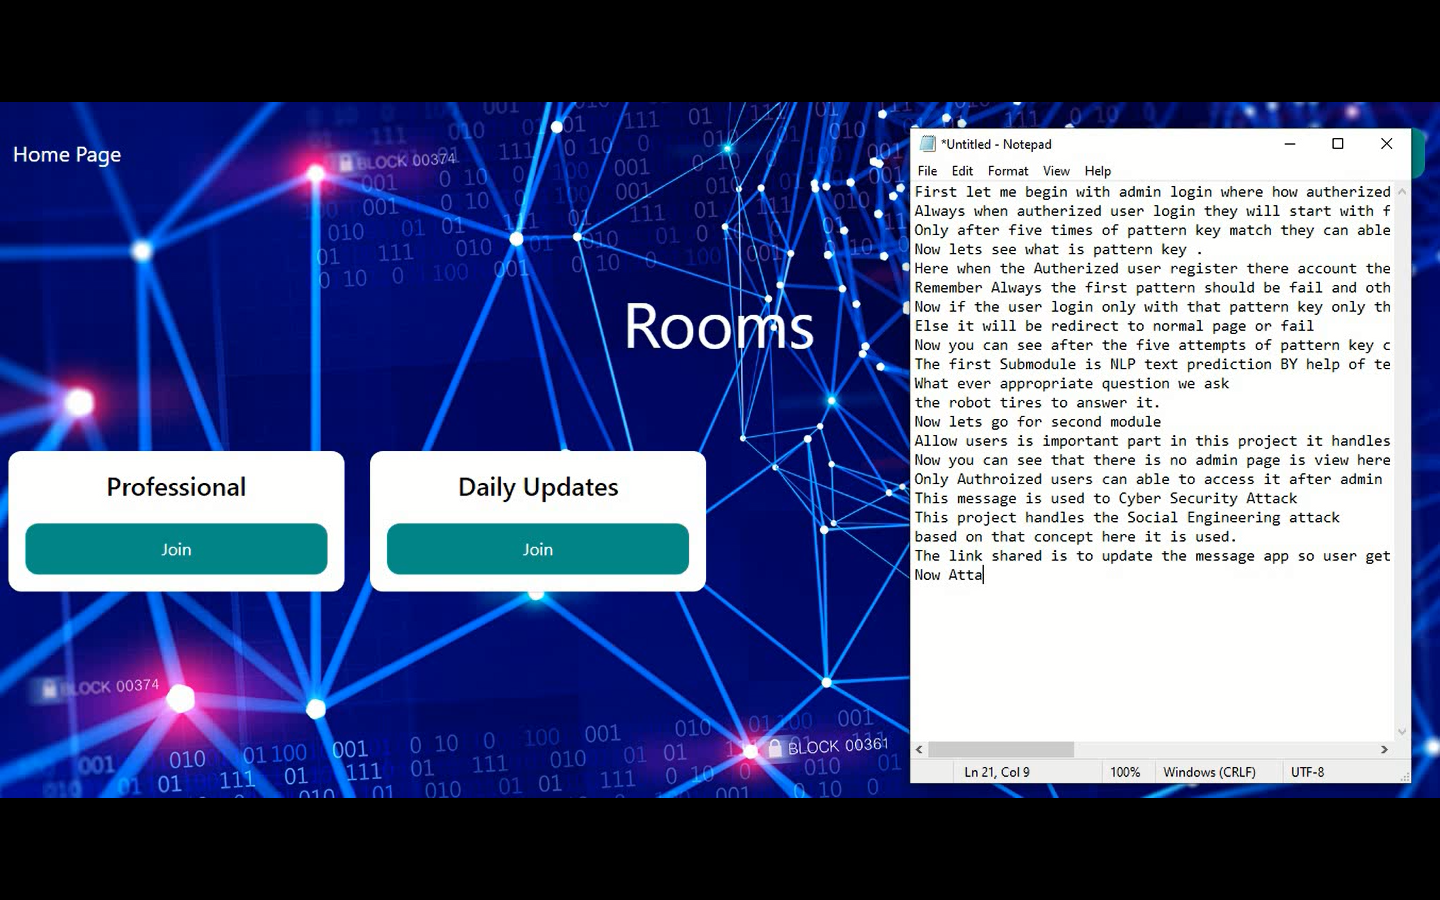 Home Page
BLOCK 00374
Rooms
Professional
Join
Daily Updates
Join
BLOCK 00374
BLOCK 00361
*Untitled - Notepad
File Edit Format View Help
First let me begin with admin login where how autherized
Always when autherized user login they will start with f
Only after five times of pattern key match they can able
Now lets see what is pattern key .
Here when the Autherized user register there account the
Remember Always the first pattern should be fail and oth
Now if the user login only with that pattern key only th
Else it will be redirect to normal page or fail
Now you can see after the five attempts of pattern key c
The first Submodule is NLP text prediction BY help of te
What ever appropriate question we ask
the robot tires to answer it.
Now lets go for second module
Allow users is important part in this project it handles
Now you can see that there is no admin page is view here
Only Authroized users can able to access it after admin
This message is used to Cyber Security Attack
This project handles the Social Engineering attack
based on that concept here it is used.
The link shared is to update the message app so user get
Now Atta
Ln 21, Col 9
100%
Windows (CRLF)
UTF-8